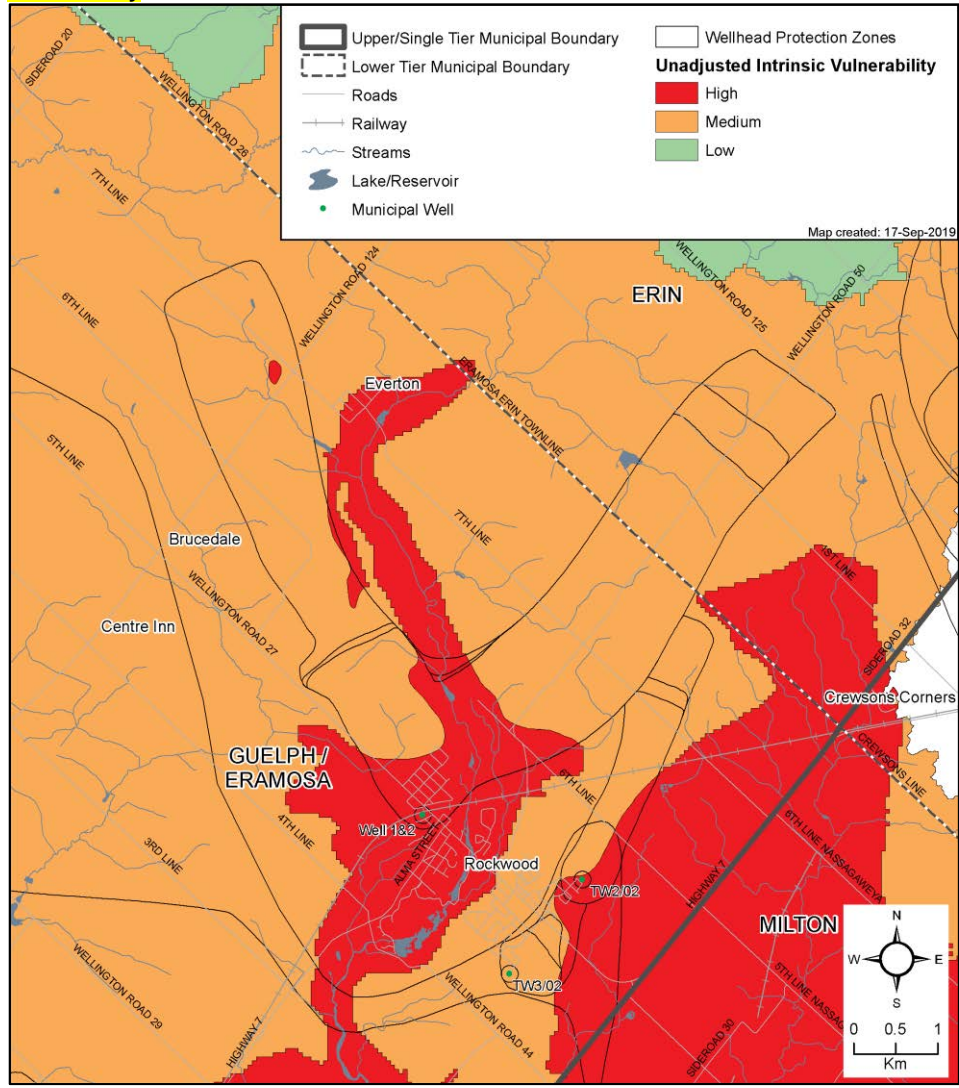 Upper/Single Tier Municipal Boundary
Lower Tier Municipal Boundary
Roads
Railway
Streams
Lake/Reservoir
Municipal Well
Wellhead Protection Zones
Unadjusted Intrinsic Vulnerability
High
Medium
Low
Map created: 17-Sep-2019
SIDEROAD 20
WELLINGTON ROAD 26
7TH LINE
WELLINGTON ROAD 124
6TH LINE
5TH LINE
ERIN
WELLINGTON ROAD 125
WELLINGTON ROAD 50
Everton
ERAMOSA ERIN TOWNLINE
7TH LINE
Brucedale
WELLINGTON ROAD 27
Centre Inn
1ST LINE
SIDEROAD 32
Crewsons Corners
CREWSONS LINE
GUELPH /
ERAMOSA
4TH LINE
3RD LINE
6TH LINE
Well 1&2
ALMA STREET
Rockwood
TW2/02
HIGHWAY 7
6TH LINE NASSAGAWEYA
MILTON
TW3/02
WELLINGTON ROAD 44
WELLINGTON ROAD 29
HIGHWAY 7
SIDEROAD 30
5TH LINE
N
W
E
S
0 0.5 1
Km